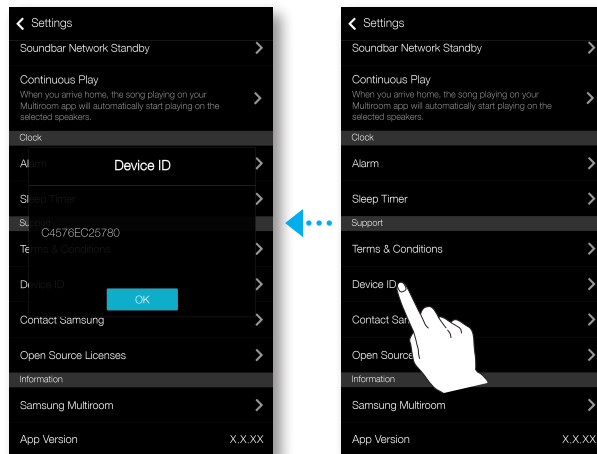 Settings
Soundbar Network Standby
Continuous Play
When you arrive home, the song playing on your
Multiroom app will automatically start playing on the
selected speakers.
Clock
Alarm
Device ID
Sleep Timer
Support
C4576EC25780
Terms & Conditions
Device ID
OK
Contact Samsung
Open Source Licenses
Information
Samsung Multiroom
App Version X.X.XX
Settings
Soundbar Network Standby
Continuous Play
When you arrive home, the song playing on your
Multiroom app will automatically start playing on the
selected speakers.
Clock
Alarm
Sleep Timer
Support
Terms & Conditions
Device ID
Contact Sam
Open Source
Information
Samsung Multiroom
App Version X.X.XX